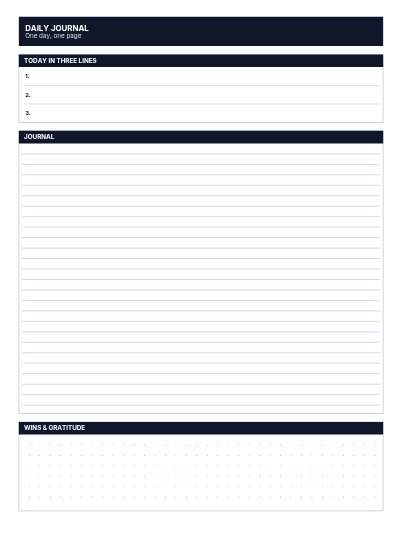 DAILY JOURNAL
One day, one page
TODAY IN THREE LINES
1.
2.
3.
JOURNAL
WINS & GRATITUDE